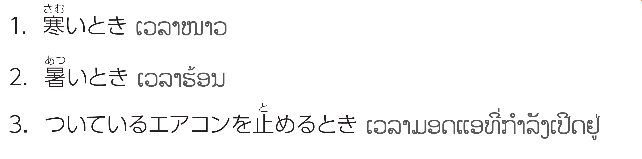 1. 寒いとき ເວລາໜາວ
2. 暑いとき ເວລາຮ້ອນ
3. ついているエアコンを止めるとき ເວລາມອດແອທີ່ກຳລັງເປີດຢູ່